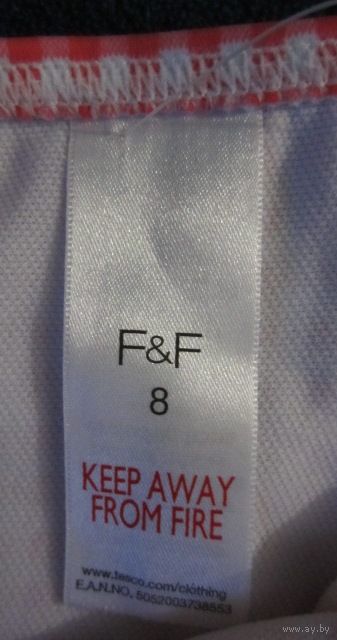 F&F
8
KEEP AWAY
FROM FIRE
www.tesco.com/clothing
E.A.N.NO. 5052003738553
www.ay.by